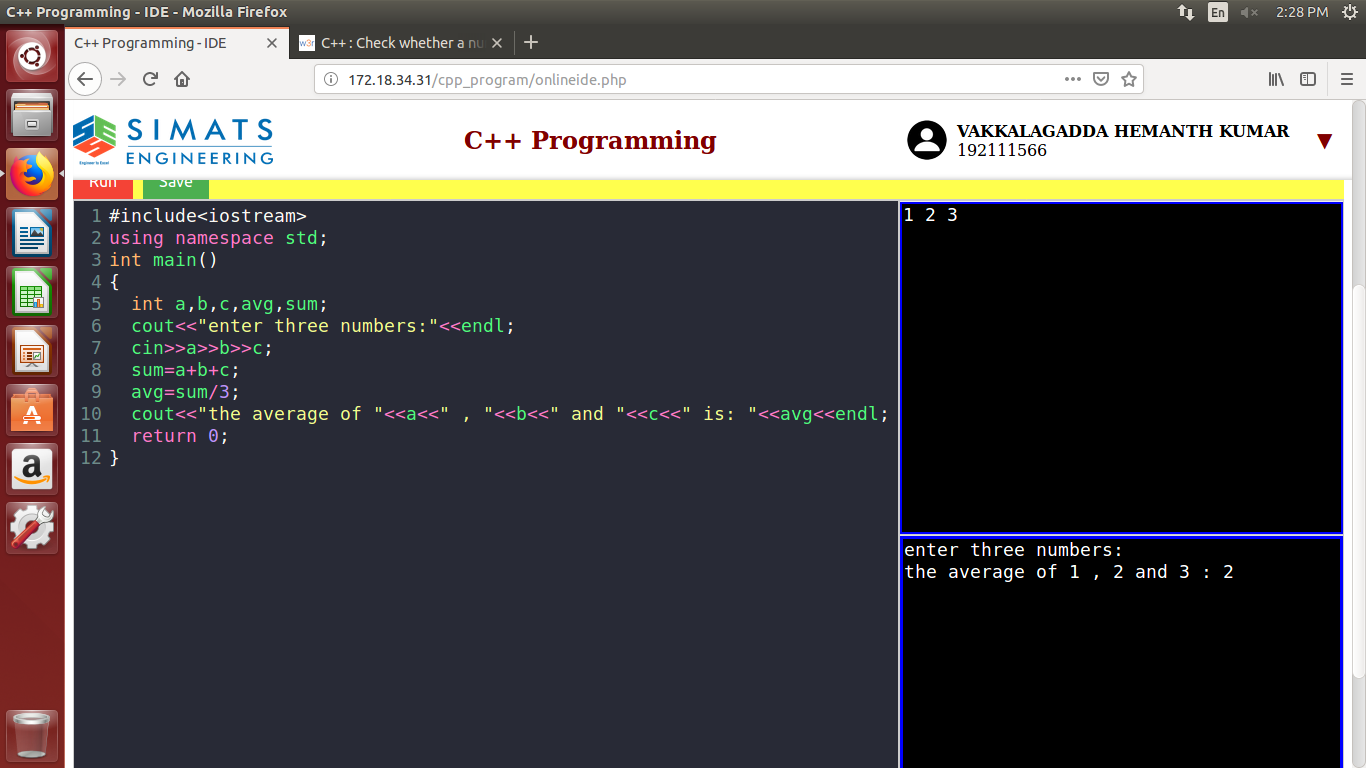 C++ Programming - IDE - Mozilla Firefox
En
2:28 PM
C++ Programming - IDE
w3r
C++ : Check whether a nu
172.18.34.31/cpp_program/onlineide.php
SIMATS
ENGINEERING
Engineer to Excel
C++ Programming
VAKKALAGADDA HEMANTH KUMAR
192111566
Run
Save
1 #include<iostream>
2 using namespace std;
3 int main()
4 {
5 int a,b,c,avg,sum;
6 cout<<"enter three numbers:"<<endl;
7 cin>>a>>b>>c;
8 sum=a+b+c;
9 avg=sum/3;
10 cout<<"the average of "<<a<<" , "<<b<<" and "<<c<<" is: "<<avg<<endl;
11 return 0;
12 }
1 2 3
enter three numbers:
the average of 1 , 2 and 3 : 2